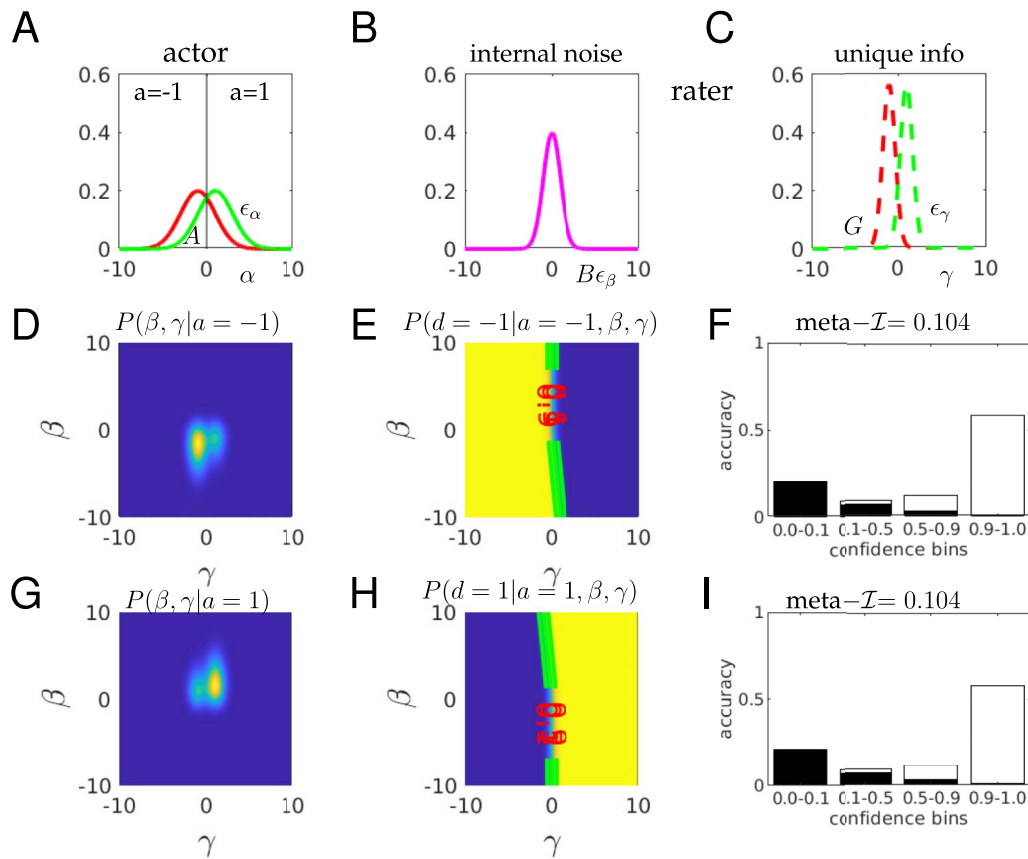 A
B
C
actor
internal noise
unique info
rater
0.6
0.4
0.2
0
a=-1
a=1
A
ϵα
-10
0
10
α
0.6
0.4
0.2
0
-10
0
10
Bϵβ
0.6
0.4
0.2
0
G
ϵγ
-10
0
10
γ
D
P(β, γ|a = −1)
10
0
-10
β
-10
0
10
γ
E
P(d = −1|a = −1, β, γ)
10
0
-10
β
-10
0
10
γ
F
meta−I= 0.104
1
0.5
0
accuracy
0.0-0.1
0.1-0.5
0.5-0.9
0.9-1.0
confidence bins
G
P(β, γ|a = 1)
10
0
-10
β
-10
0
10
γ
H
P(d = 1|a = 1, β, γ)
10
0
-10
β
-10
0
10
γ
I
meta−I= 0.104
1
0.5
0
accuracy
0.0-0.1
0.1-0.5
0.5-0.9
0.9-1.0
confidence bins